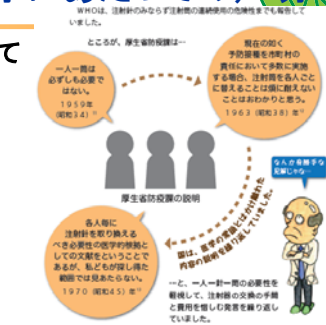 て
WHOは、注射針のみならず注射筒の連続使用の危険性までも報告して
いました。
ところが、厚生省防疫課は…
一人一筒は
必ずしも必要で
はない。
1959年
(昭和34)
現在の如く
予防接種を市町村の
責任において多数に実施
する場合、注射筒を各人ごと
に替えることは煩に耐えない
ことはおわかりと思う。
1963(昭和38)年
厚生省防疫課の説明
各人毎に
注射針を取り換える
べき必要性の医学的根拠と
しての文献をということで
あるが、私どもが探し得た
範囲では見あたらない。
1970(昭和45)年
国は、医学の常識とはかけ離れた
内容の説明を繰り返していました。
なんか身勝手な
見解じゃな…
…と、一人一針一筒の必要性を
軽視して、注射器の交換の手間
と費用を惜しむ発言を繰り返し
ていました。